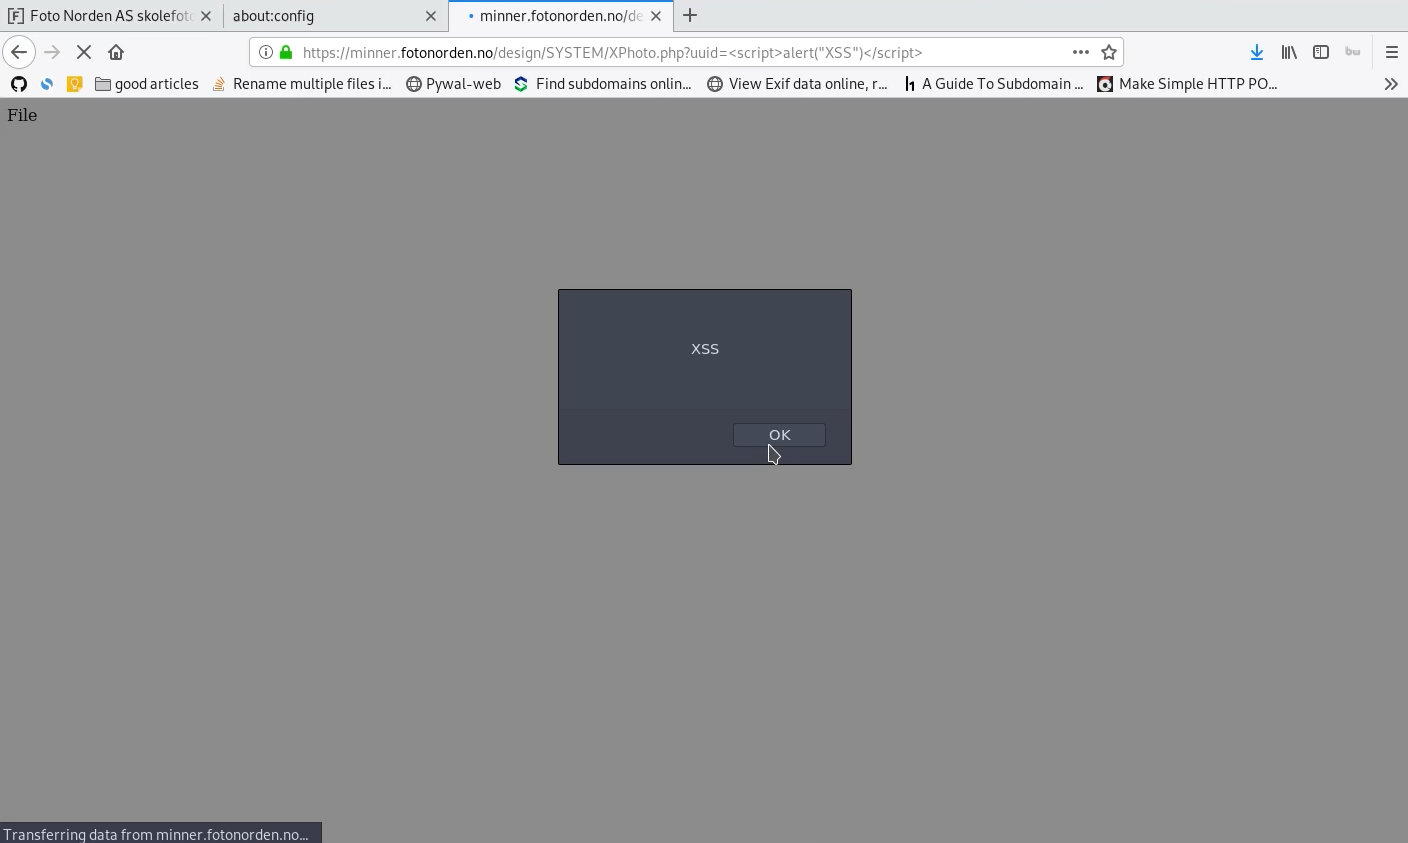 Foto Norden AS skolefoto
about:config
minner.fotonorden.no/de
https://minner.fotonorden.no/design/SYSTEM/XPhoto.php?uuid=<script>alert("XSS")</script>
good articles
Rename multiple files i...
Pywal-web
Find subdomains onlin...
View Exif data online, r...
A Guide To Subdomain ...
Make Simple HTTP PO...
File
XSS
OK
Transferring data from minner.fotonorden.no...